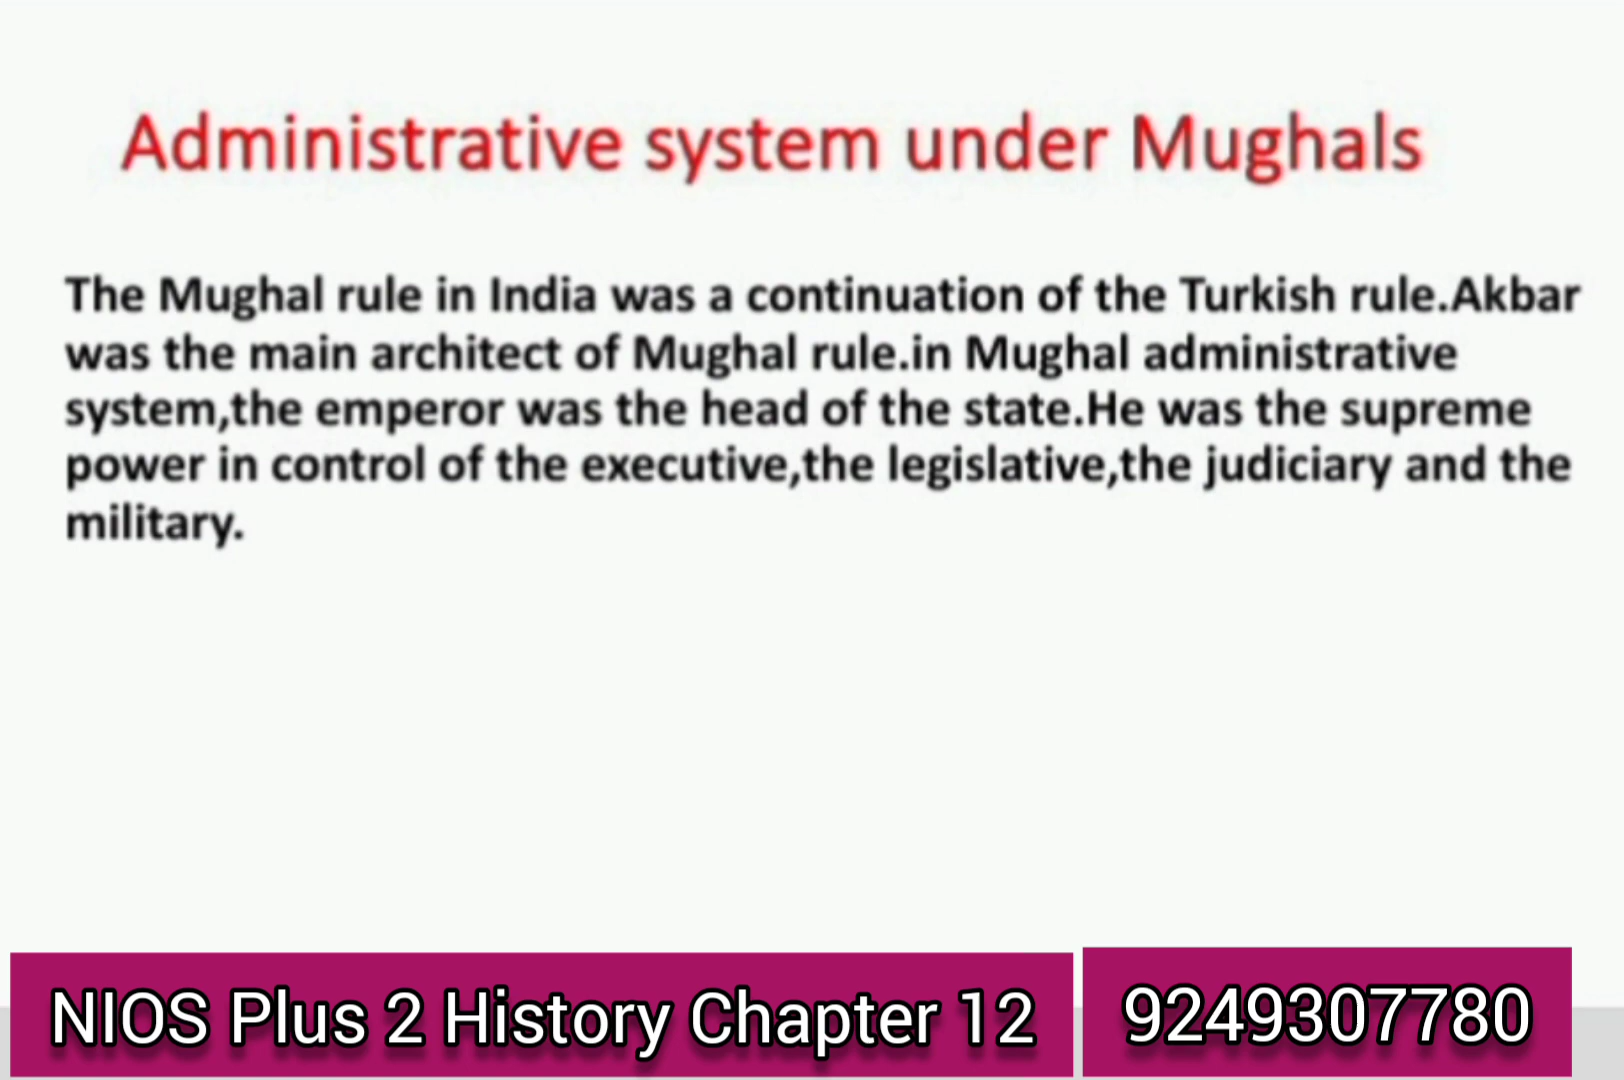 Administrative system under Mughals
The Mughal rule in India was a continuation of the Turkish rule.Akbar
was the main architect of Mughal rule.in Mughal administrative
system,the emperor was the head of the state.He was the supreme
power in control of the executive,the legislative,the judiciary and the
military.
NIOS Plus 2 History Chapter 12
9249307780